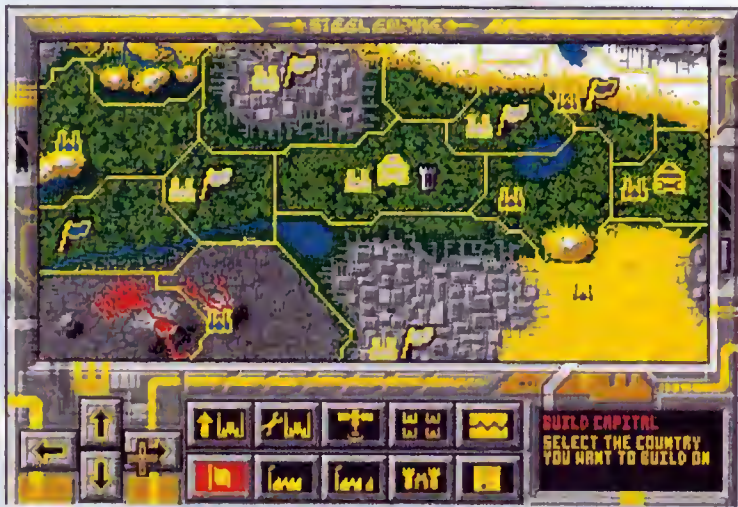 STEEL EMPIRE
BUILD CAPITAL
SELECT THE COUNTRY
YOU WANT TO BUILD ON